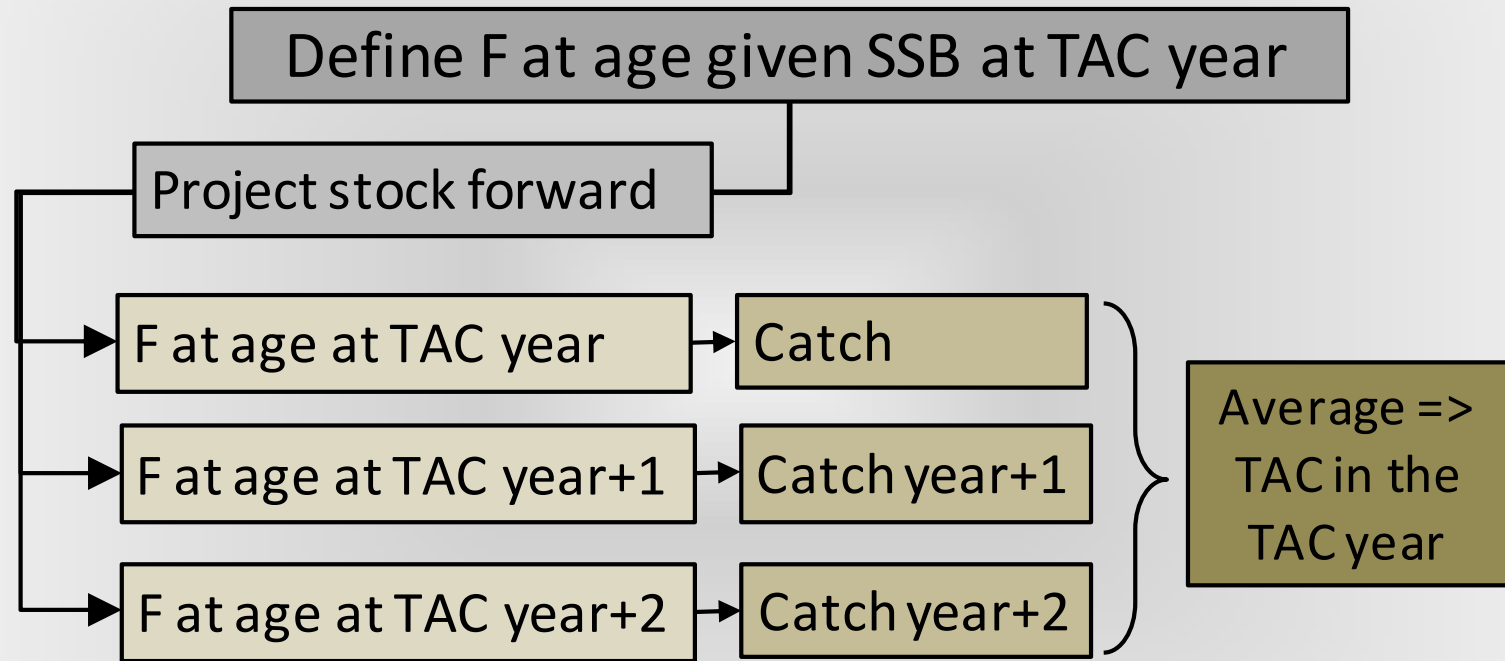 Define F at age given SSB at TAC year
Project stock forward
F at age at TAC year
Catch
F at age at TAC year+1
Catch year+1
F at age at TAC year+2
Catch year+2
Average =>
TAC in the
TAC year